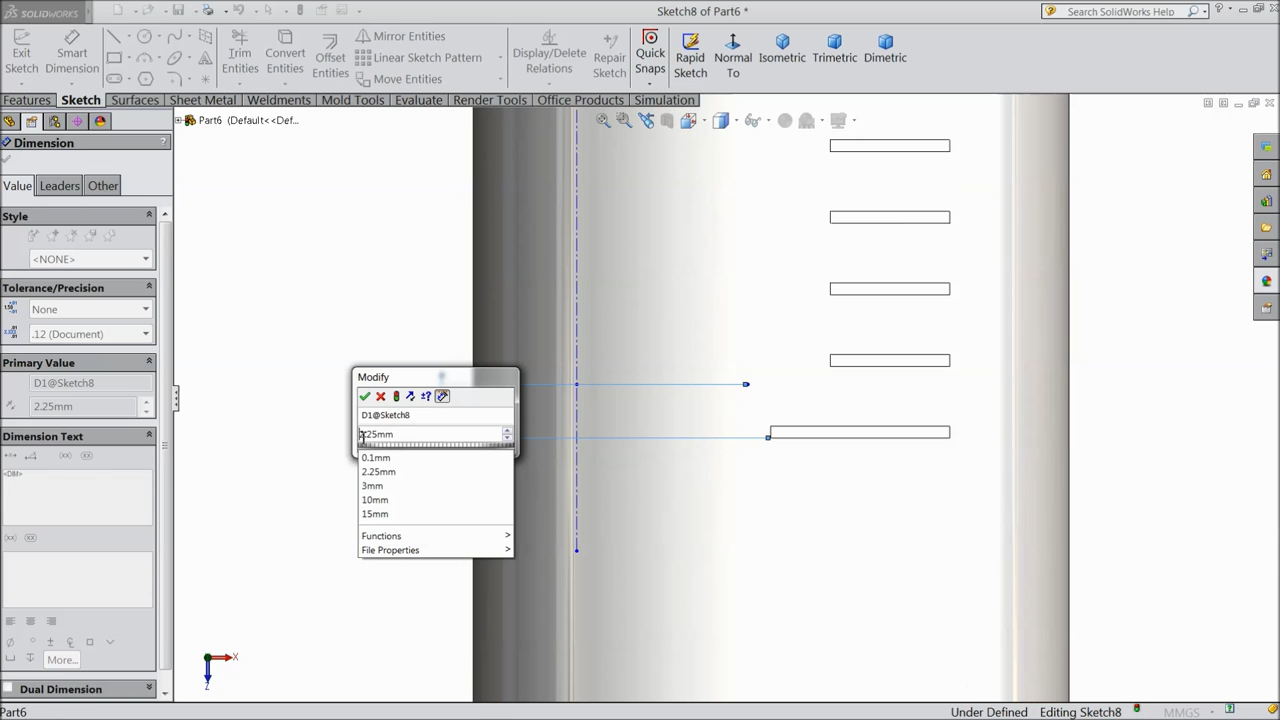 SOLIDWORKS
Sketch8 of Part6 *
Search SolidWorks Help
Exit Sketch
Smart Dimension
Trim Entities
Convert Entities
Offset Entities
Mirror Entities
Linear Sketch Pattern
Move Entities
Display/Delete Relations
Repair Sketch
Quick Snaps
Rapid Sketch
Normal To
Isometric
Trimetric
Dimetric
Features
Sketch
Surfaces
Sheet Metal
Weldments
Mold Tools
Evaluate
Render Tools
Office Products
Simulation
Part6 (Default<<Def...
Dimension
?
Value
Leaders
Other
Style
<NONE>
Tolerance/Precision
None
.12 (Document)
Primary Value
D1@Sketch8
2.25mm
Dimension Text
<DIM>
(xx)
(xx)
More...
Dual Dimension
Modify
±?
D1@Sketch8
.25mm
0.1mm
2.25mm
3mm
10mm
15mm
Functions >
File Properties >
X
Z
Part6
Under Defined
Editing Sketch8
MMGS